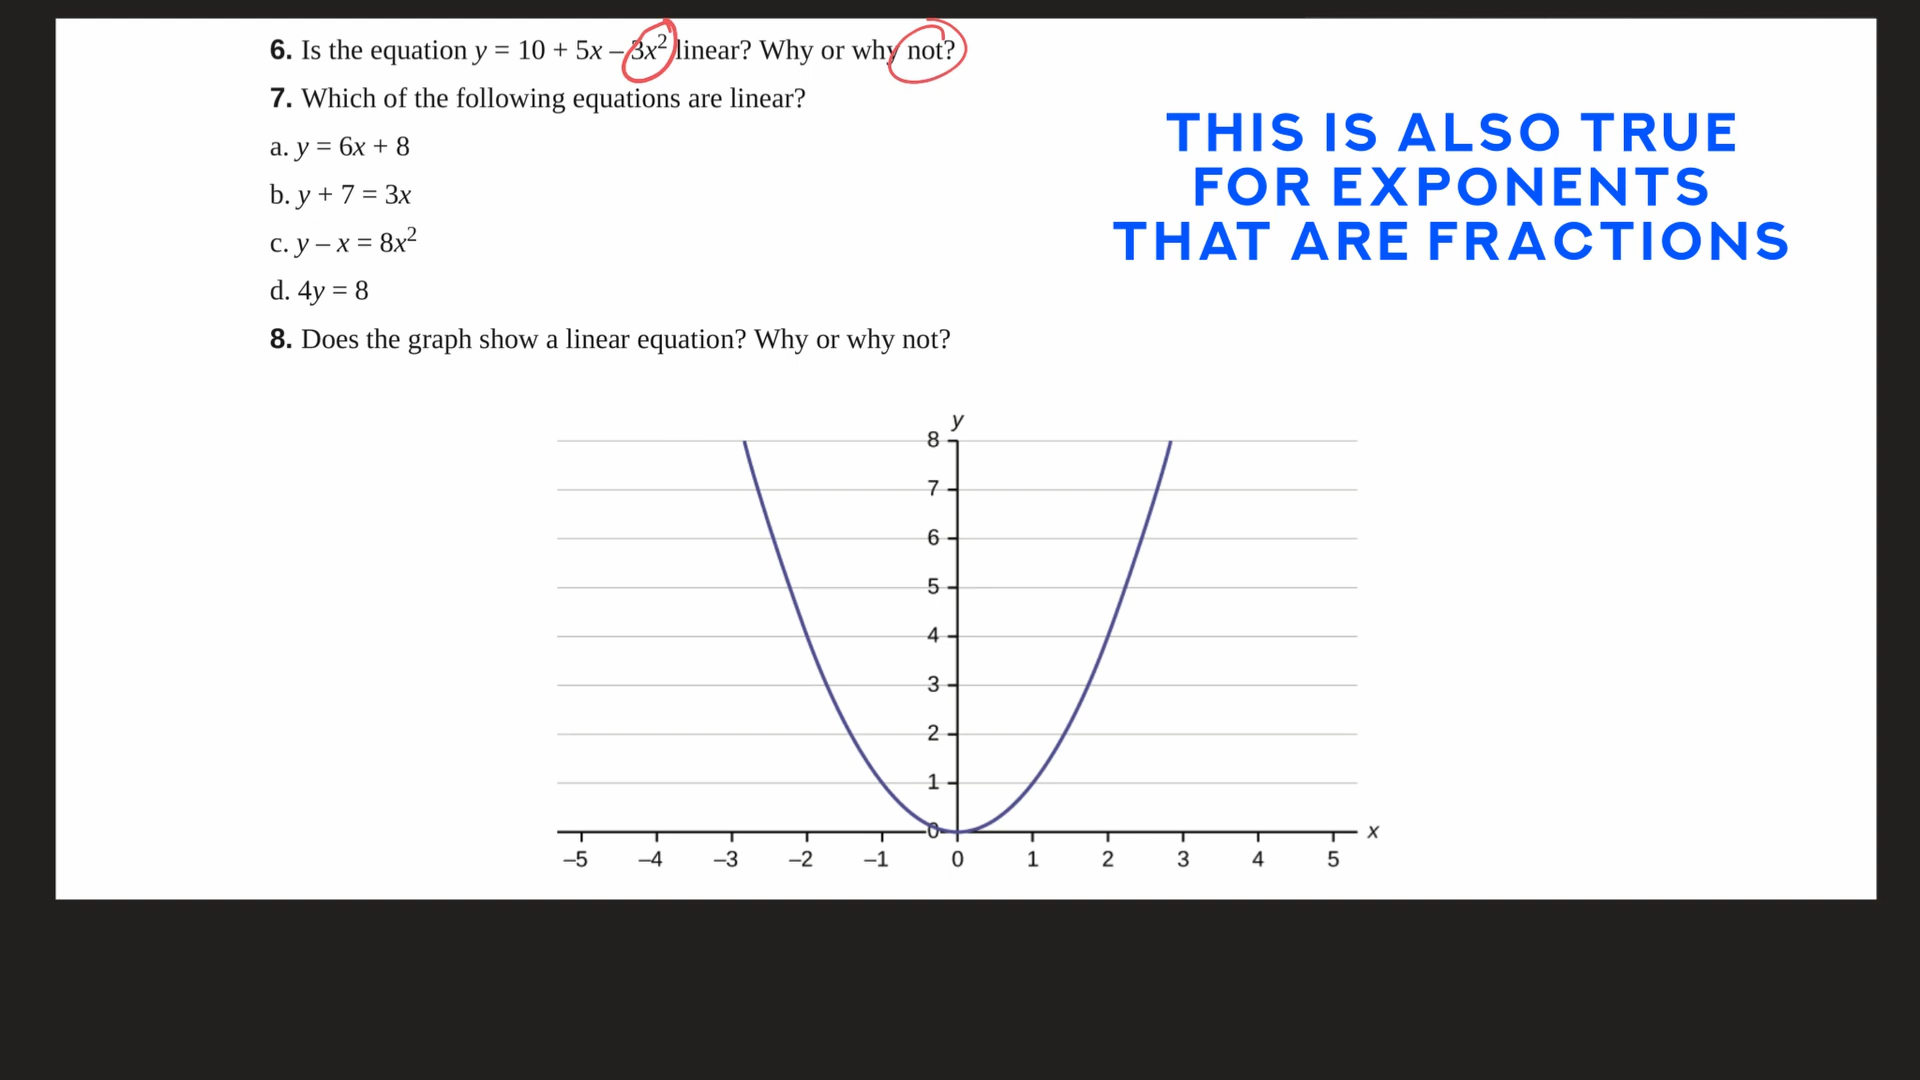 6. Is the equation y = 10 + 5x – 3x² linear? Why or why not?
7. Which of the following equations are linear?
a. y = 6x + 8
b. y + 7 = 3x
c. y – x = 8x²
d. 4y = 8
8. Does the graph show a linear equation? Why or why not?
THIS IS ALSO TRUE
FOR EXPONENTS
THAT ARE FRACTIONS
y
8
7
6
5
4
3
2
1
0
x
–5 –4 –3 –2 –1 0 1 2 3 4 5